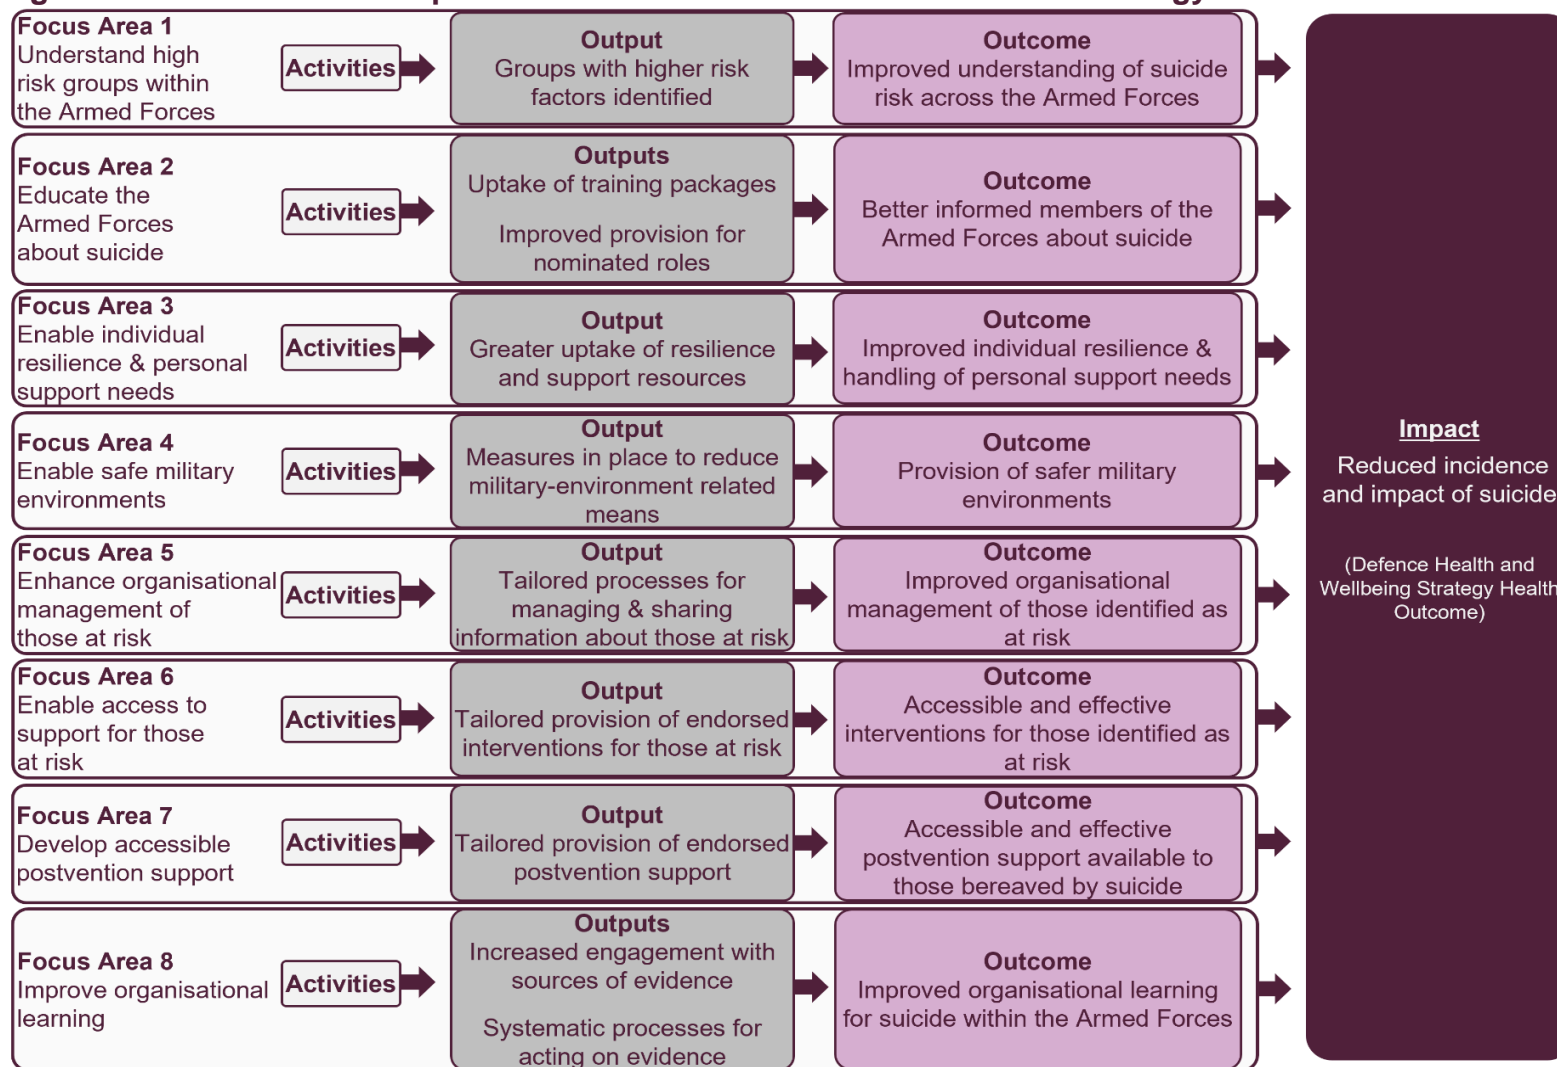 Focus Area 1
Understand high
risk groups within
the Armed Forces
Activities
Output
Groups with higher risk
factors identified
Outcome
Improved understanding of suicide
risk across the Armed Forces
Focus Area 2
Educate the
Armed Forces
about suicide
Activities
Outputs
Uptake of training packages
Improved provision for
nominated roles
Outcome
Better informed members of the
Armed Forces about suicide
Focus Area 3
Enable individual
resilience & personal
support needs
Activities
Output
Greater uptake of resilience
and support resources
Outcome
Improved individual resilience &
handling of personal support needs
Focus Area 4
Enable safe military
environments
Activities
Output
Measures in place to reduce
military-environment related
means
Outcome
Provision of safer military
environments
Focus Area 5
Enhance organisational
management of
those at risk
Activities
Output
Tailored processes for
managing & sharing
information about those at risk
Outcome
Improved organisational
management of those identified as
at risk
Focus Area 6
Enable access to
support for those
at risk
Activities
Output
Tailored provision of endorsed
interventions for those at risk
Outcome
Accessible and effective
interventions for those identified as
at risk
Focus Area 7
Develop accessible
postvention support
Activities
Output
Tailored provision of endorsed
postvention support
Outcome
Accessible and effective
postvention support available to
those bereaved by suicide
Focus Area 8
Improve organisational
learning
Activities
Outputs
Increased engagement with
sources of evidence
Systematic processes for
acting on evidence
Outcome
Improved organisational learning
for suicide within the Armed Forces
Impact
Reduced incidence
and impact of suicide
(Defence Health and
Wellbeing Strategy Health
Outcome)